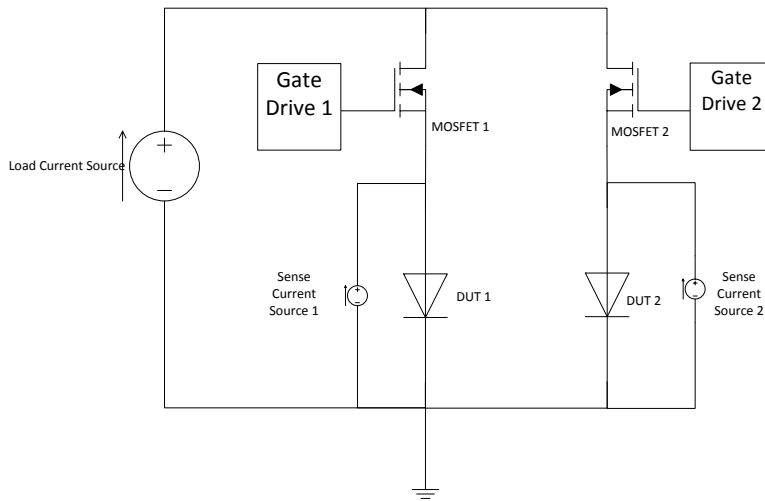 Gate
Drive 1
MOSFET 1
Gate
Drive 2
MOSFET 2
Load Current Source
+
−
Sense
Current
Source 1
+
−
DUT 1
DUT 2
+
−
Sense
Current
Source 2